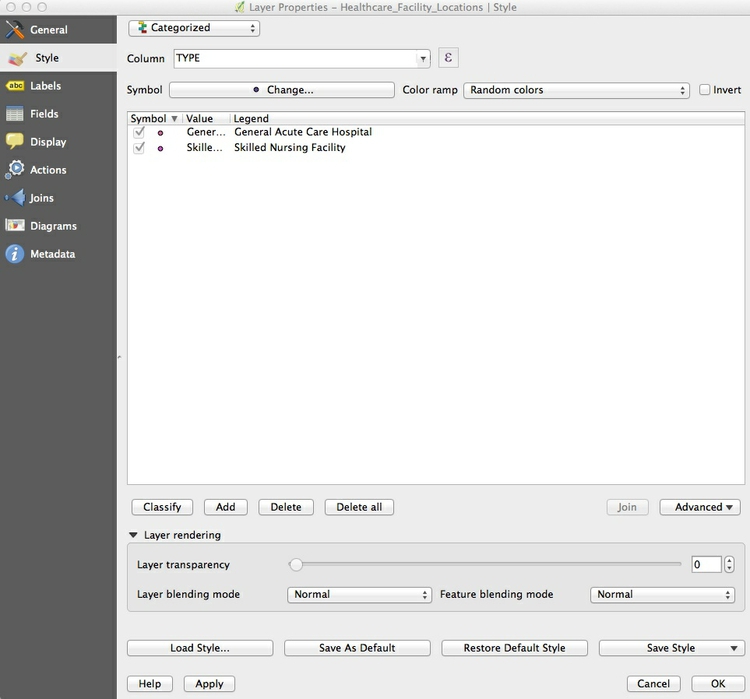 Layer Properties – Healthcare_Facility_Locations | Style
General
Style
abc Labels
Fields
Display
Actions
Joins
Diagrams
Metadata
Categorized
Column TYPE ε
Symbol Change... Color ramp Random colors Invert
Symbol Value Legend
Gener... General Acute Care Hospital
Skille... Skilled Nursing Facility
Classify Add Delete Delete all Join Advanced
Layer rendering
Layer transparency 0
Layer blending mode Normal Feature blending mode Normal
Load Style... Save As Default Restore Default Style Save Style
Help Apply Cancel OK